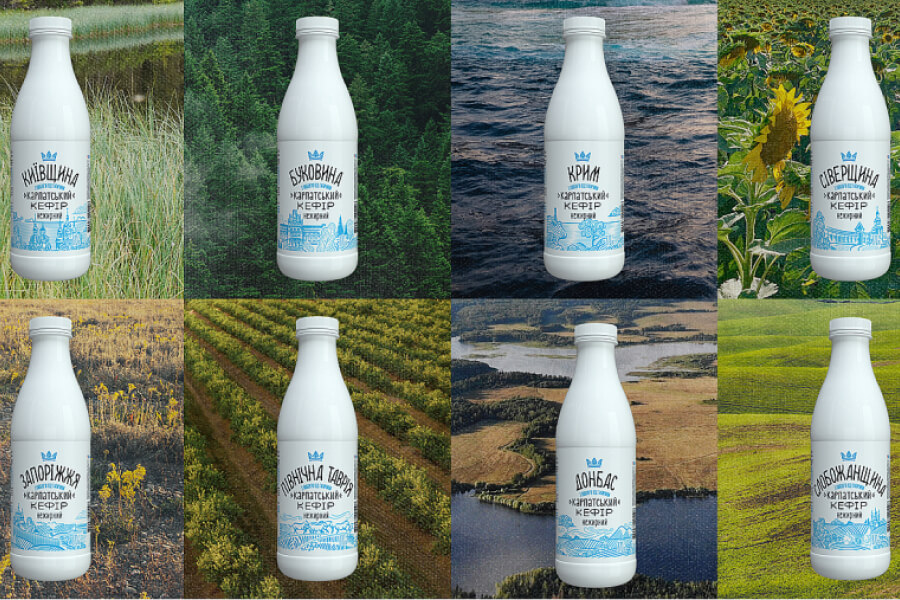 КИЇВЩИНА
»КАРПАТСЬКИЙ«
КЕФІР
нежирний
БУКОВИНА
»КАРПАТСЬКИЙ«
КЕФІР
нежирний
КРИМ
»КАРПАТСЬКИЙ«
КЕФІР
нежирний
СІВЕРЩИНА
»КАРПАТСЬКИЙ«
КЕФІР
нежирний
ЗАПОРІЖЖЯ
»КАРПАТСЬКИЙ«
КЕФІР
нежирний
ПІВНІЧНА ТАВРІЯ
»КАРПАТСЬКИЙ«
КЕФІР
нежирний
ДОНБАС
»КАРПАТСЬКИЙ«
КЕФІР
нежирний
СЛОБОЖАНЩИНА
»КАРПАТСЬКИЙ«
КЕФІР
нежирний